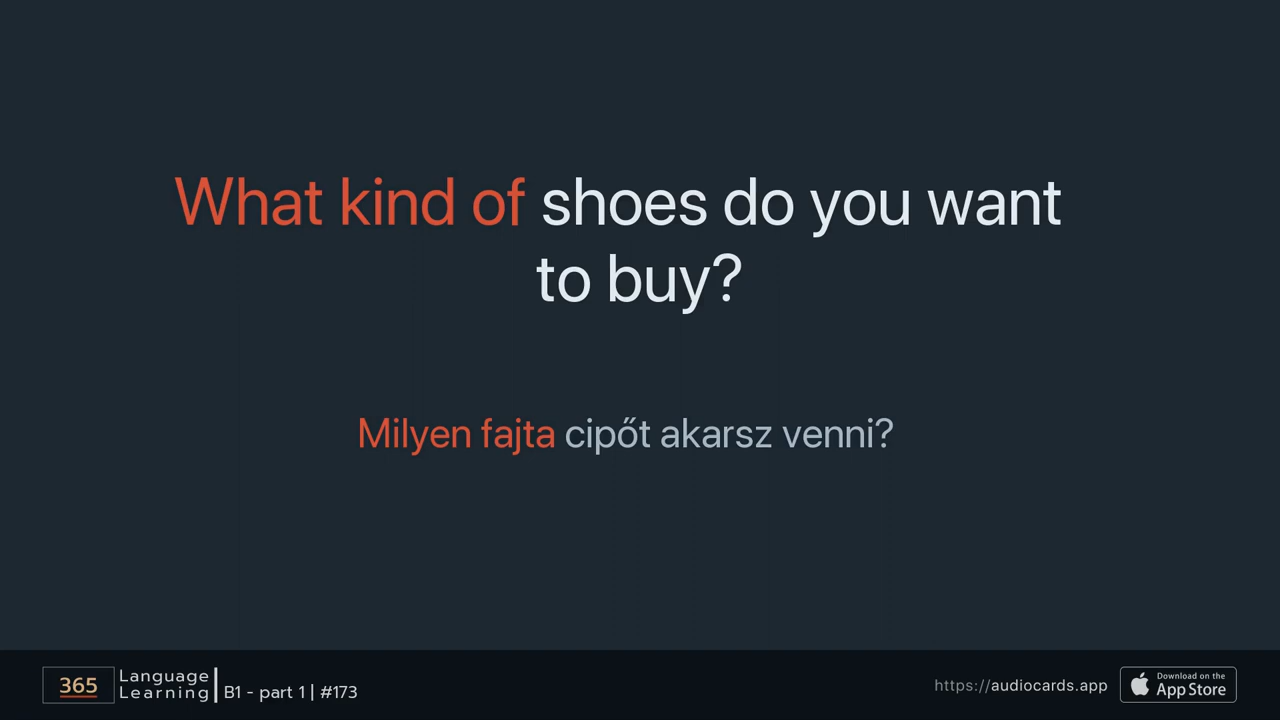 What kind of shoes do you want
to buy?
Milyen fajta cipőt akarsz venni?
365 Language Learning B1 - part 1 | #173
https://audiocards.app
Download on the
App Store